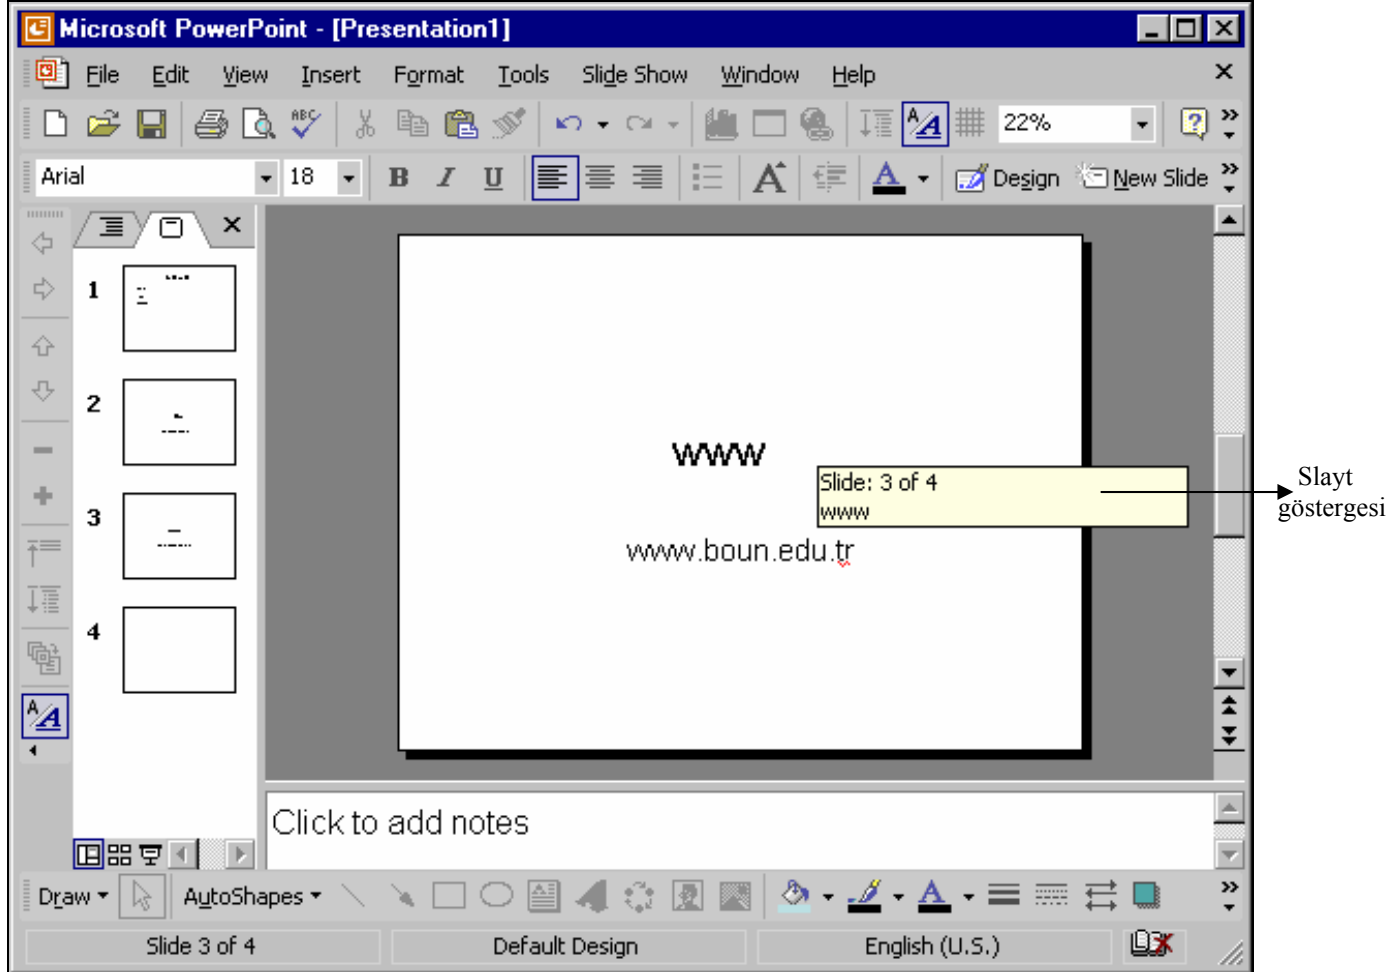 Microsoft PowerPoint - [Presentation1]
File Edit View Insert Format Tools Slide Show Window Help
ABC 22%
Arial 18 B I U A A Design New Slide
1
2
3
4
www
Slide: 3 of 4
www
www.boun.edu.tr
Slayt
göstergesi
Click to add notes
Draw AutoShapes A
Slide 3 of 4 Default Design English (U.S.)